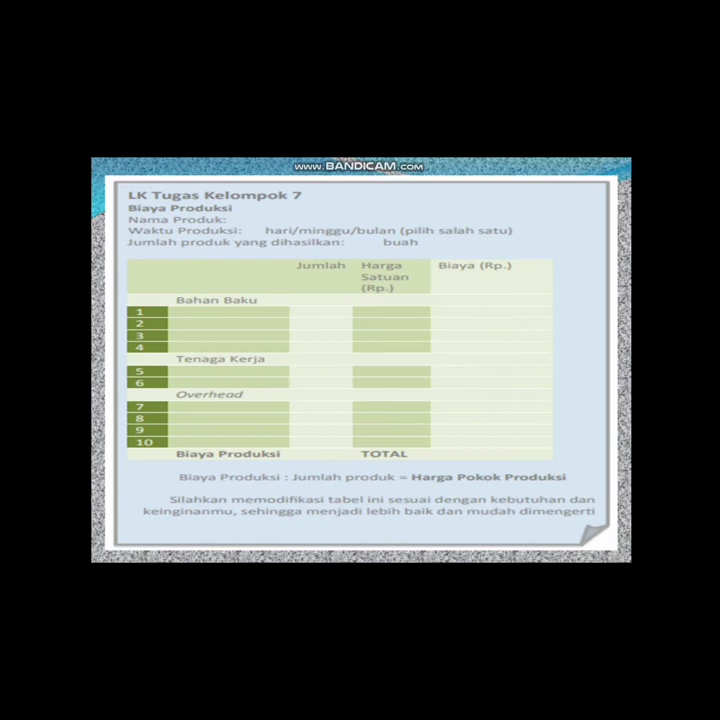 www.BANDICAM.com
LK Tugas Kelompok 7
Biaya Produksi
Nama Produk:
Waktu Produksi: hari/minggu/bulan (pilih salah satu)
Jumlah produk yang dihasilkan: buah
Jumlah Harga Satuan (Rp.) Biaya (Rp.)
Bahan Baku
1
2
3
4
Tenaga Kerja
5
6
Overhead
7
8
9
10
Biaya Produksi TOTAL
Biaya Produksi : Jumlah produk = Harga Pokok Produksi
Silahkan memodifikasi tabel ini sesuai dengan kebutuhan dan
keinginanmu, sehingga menjadi lebih baik dan mudah dimengerti